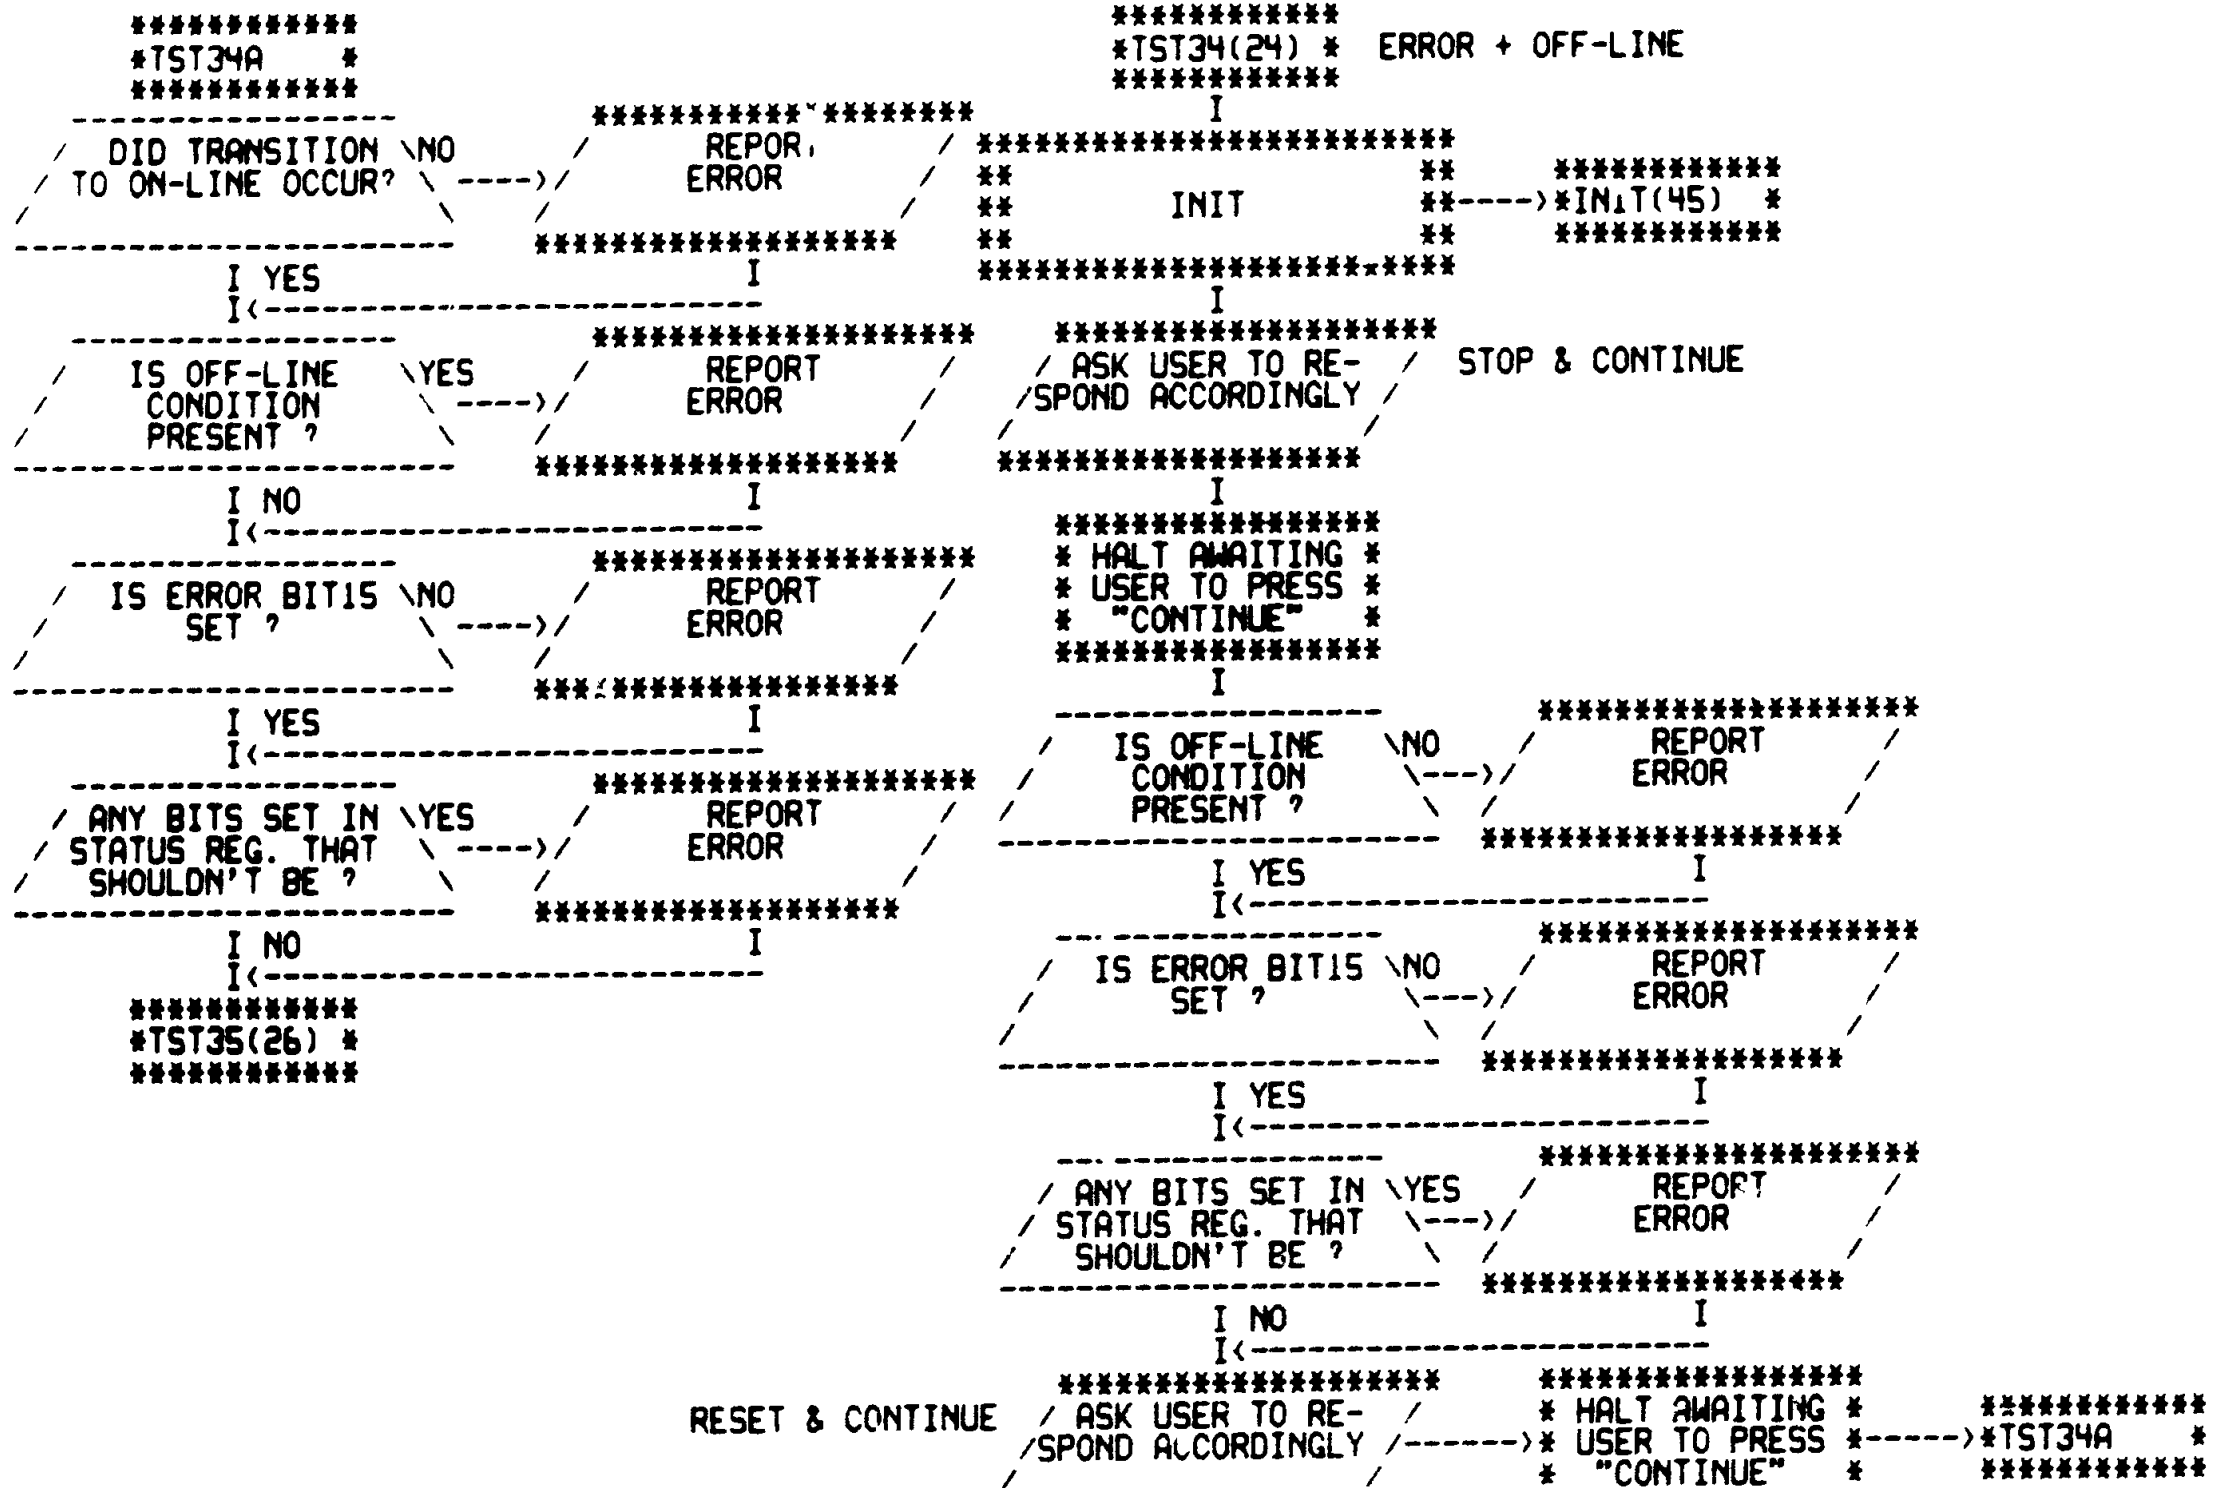 *TST34A *
DID TRANSITION \NO
TO ON-LINE OCCUR?
ERROR
I YES
IS OFF-LINE \YES
CONDITION
PRESENT ?
REPORT
ERROR
I NO
IS ERROR BIT15 \NO
SET ?
REPORT
ERROR
I YES
ANY BITS SET IN \YES
STATUS REG. THAT
SHOULDN'T BE ?
REPORT
ERROR
I NO
*TST35(26) *
*TST34(24) *
ERROR + OFF-LINE
INIT
*INIT(45) *
ASK USER TO RE-
SPOND ACCORDINGLY
STOP & CONTINUE
* HALT AWAITING *
* USER TO PRESS *
* "CONTINUE" *
IS OFF-LINE \NO
CONDITION
PRESENT ?
REPORT
ERROR
I YES
IS ERROR BIT15 \NO
SET ?
REPORT
ERROR
I YES
ANY BITS SET IN \YES
STATUS REG. THAT
SHOULDN'T BE ?
REPORT
ERROR
I NO
RESET & CONTINUE
ASK USER TO RE-
SPOND ACCORDINGLY
* HALT AWAITING *
* USER TO PRESS *
* "CONTINUE" *
*TST34A *